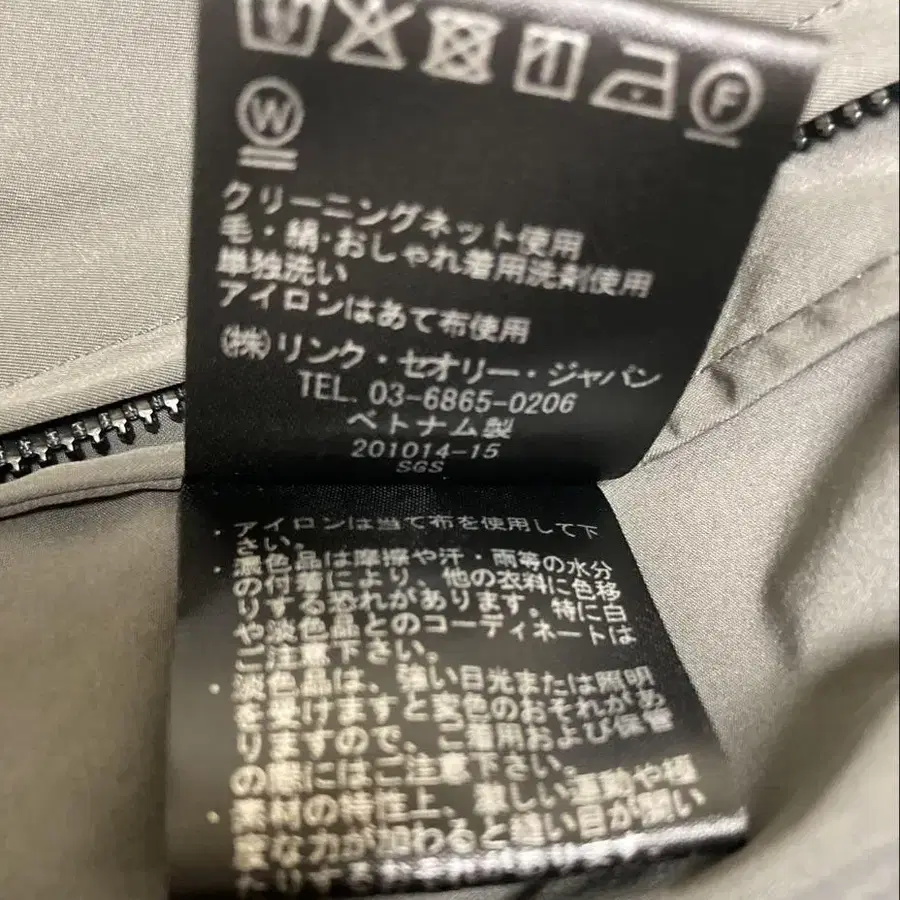 F
W
クリーニングネット使用
毛・絹・おしゃれ着用洗剤使用
単独洗い
アイロンはあて布使用
(株)リンク・セオリー・ジャパン
TEL. 03-6865-0206
ベトナム製
201014-15
SGS
・アイロンは当て布を使用して下
さい。
・濃色品は摩擦や汗・雨等の水分
の付着により、他の衣料に色移
りする恐れがあります。特に白
や淡色品とのコーディネートは
ご注意下さい。
・淡色品は、強い日光または照明
を受けますと変色のおそれがあ
りますので、ご着用および保管
の際にはご注意下さい。
・素材の特性上、激しい運動や極
度な力が加わると縫い目が開い
たりする